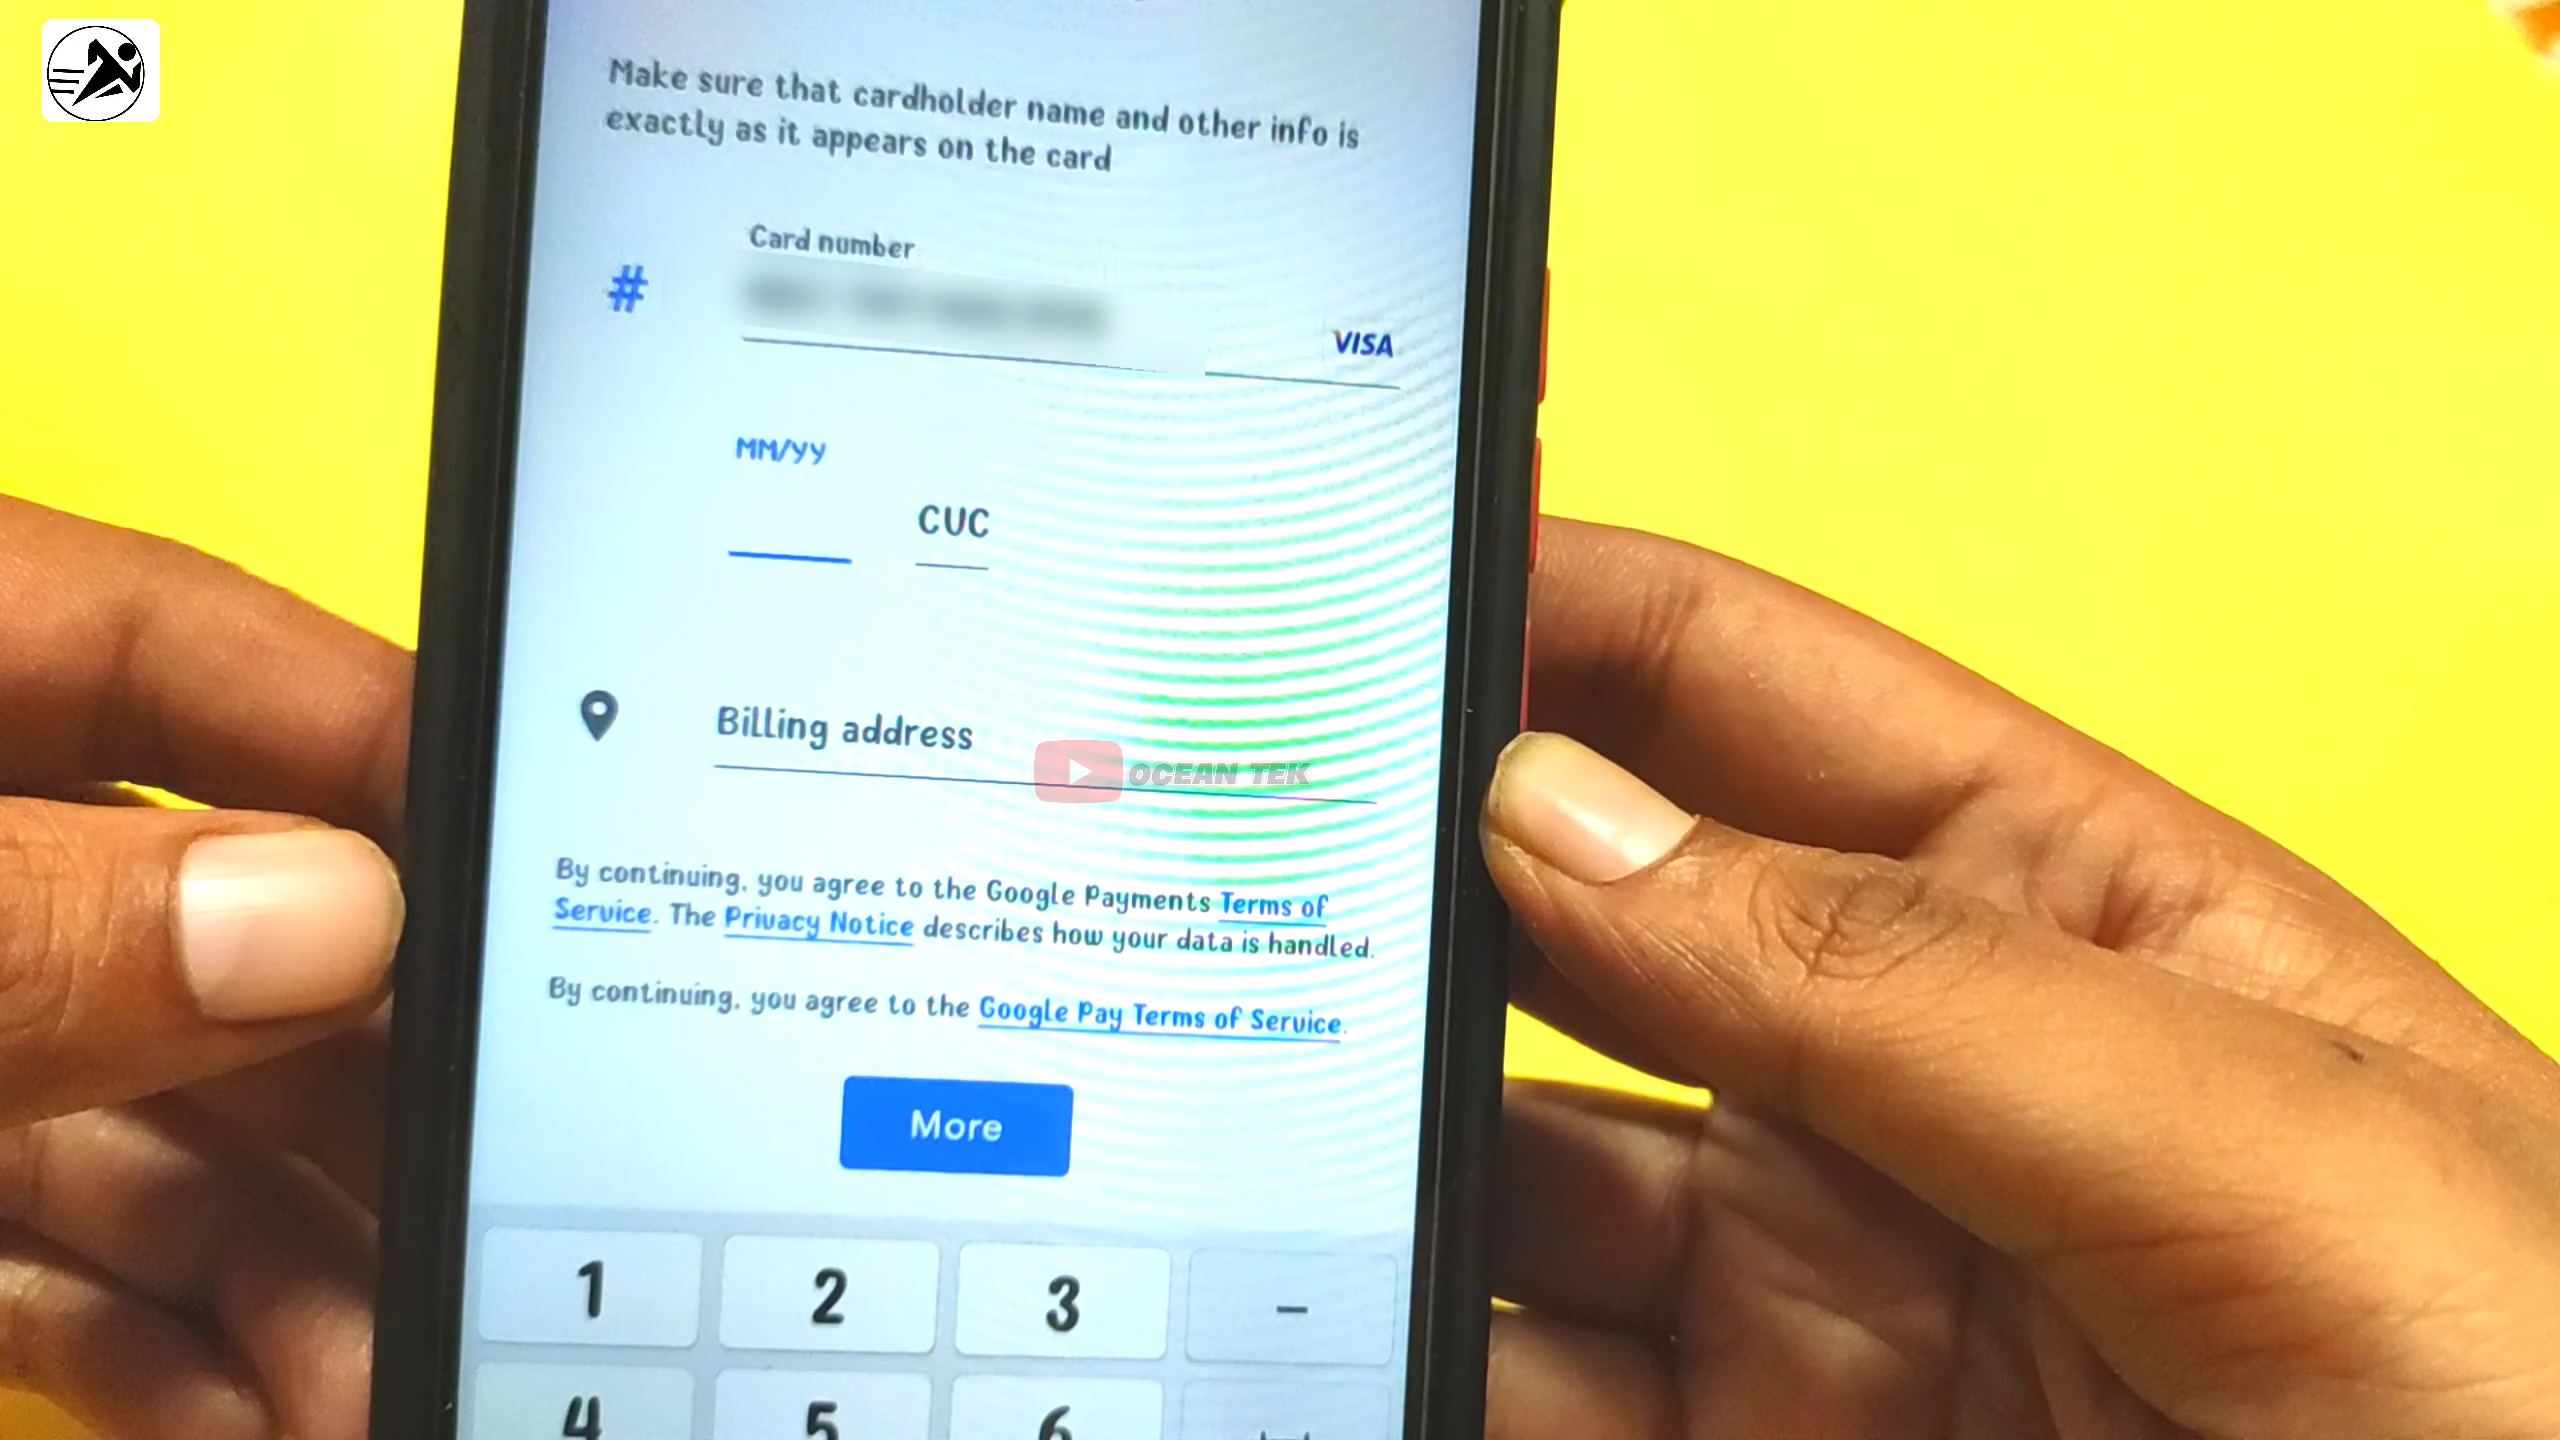 Make sure that cardholder name and other info is
exactly as it appears on the card
Card number
#
VISA
MM/YY
CVC
Billing address
OCEAN TEK
By continuing, you agree to the Google Payments Terms of
Service. The Privacy Notice describes how your data is handled.
By continuing, you agree to the Google Pay Terms of Service.
More
1 2 3 –
4 5 6